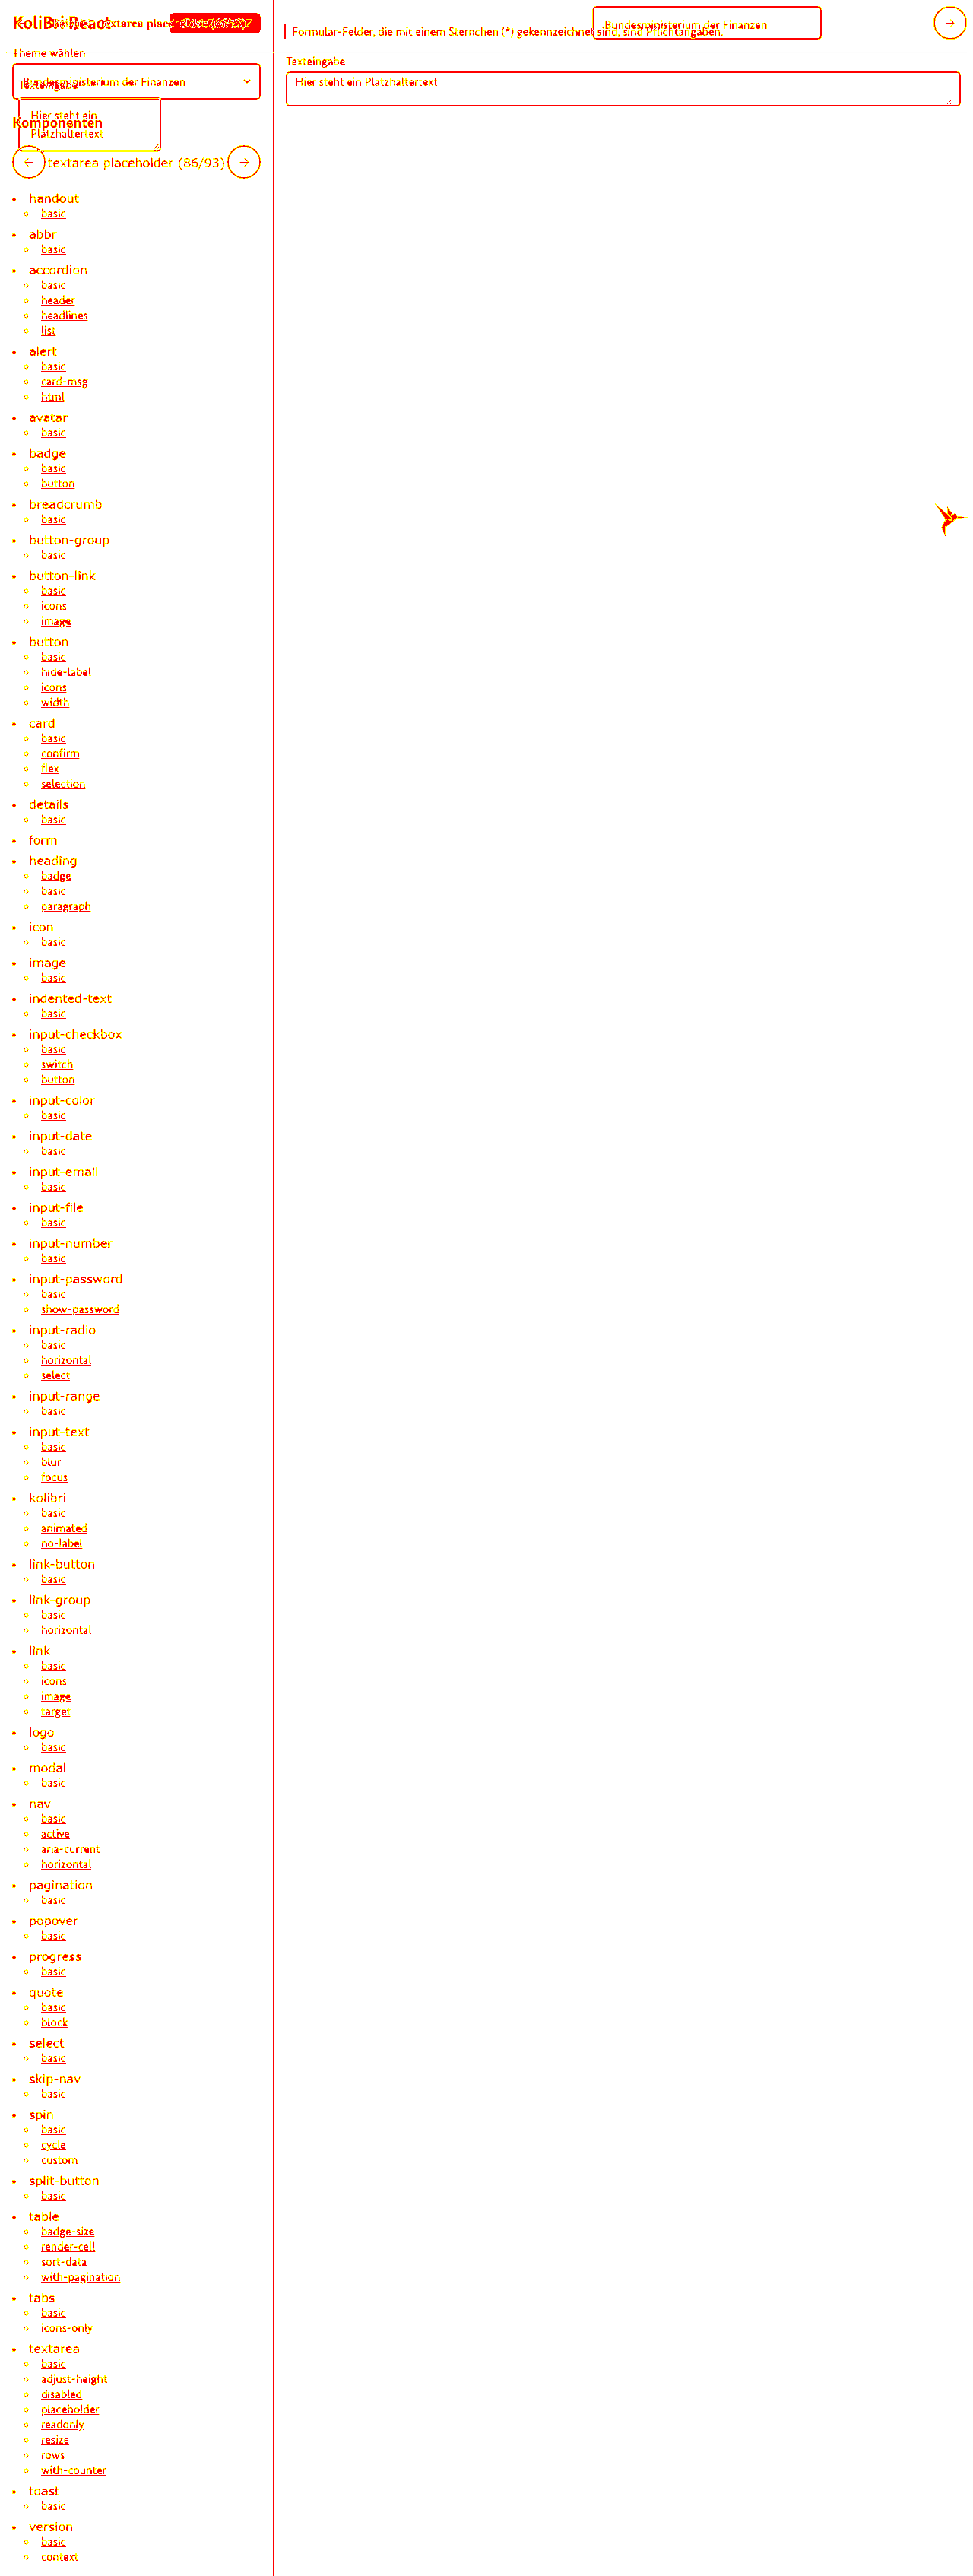 KoliBri React
textarea placeholder
Formular-Felder, die mit einem Sternchen (*) gekennzeichnet sind, sind Pflichtangaben.
Bundesministerium der Finanzen
Theme wählen
Bundesministerium der Finanzen
Texteingabe
Hier steht ein Platzhaltertext
Texteingabe
Hier steht ein
Platzhaltertext
Komponenten
textarea placeholder (86/93)
handout
basic
abbr
basic
accordion
basic
header
headlines
list
alert
basic
card-msg
html
avatar
basic
badge
basic
button
breadcrumb
basic
button-group
basic
button-link
basic
icons
image
button
basic
hide-label
icons
width
card
basic
confirm
flex
selection
details
basic
form
heading
badge
basic
paragraph
icon
basic
image
basic
indented-text
basic
input-checkbox
basic
switch
button
input-color
basic
input-date
basic
input-email
basic
input-file
basic
input-number
basic
input-password
basic
show-password
input-radio
basic
horizontal
select
input-range
basic
input-text
basic
blur
focus
kolibri
basic
animated
no-label
link-button
basic
link-group
basic
horizontal
link
basic
icons
image
target
logo
basic
modal
basic
nav
basic
active
aria-current
horizontal
pagination
basic
popover
basic
progress
basic
quote
basic
block
select
basic
skip-nav
basic
spin
basic
cycle
custom
split-button
basic
table
badge-size
render-cell
sort-data
with-pagination
tabs
basic
icons-only
textarea
basic
adjust-height
disabled
placeholder
readonly
resize
rows
with-counter
toast
basic
version
basic
context